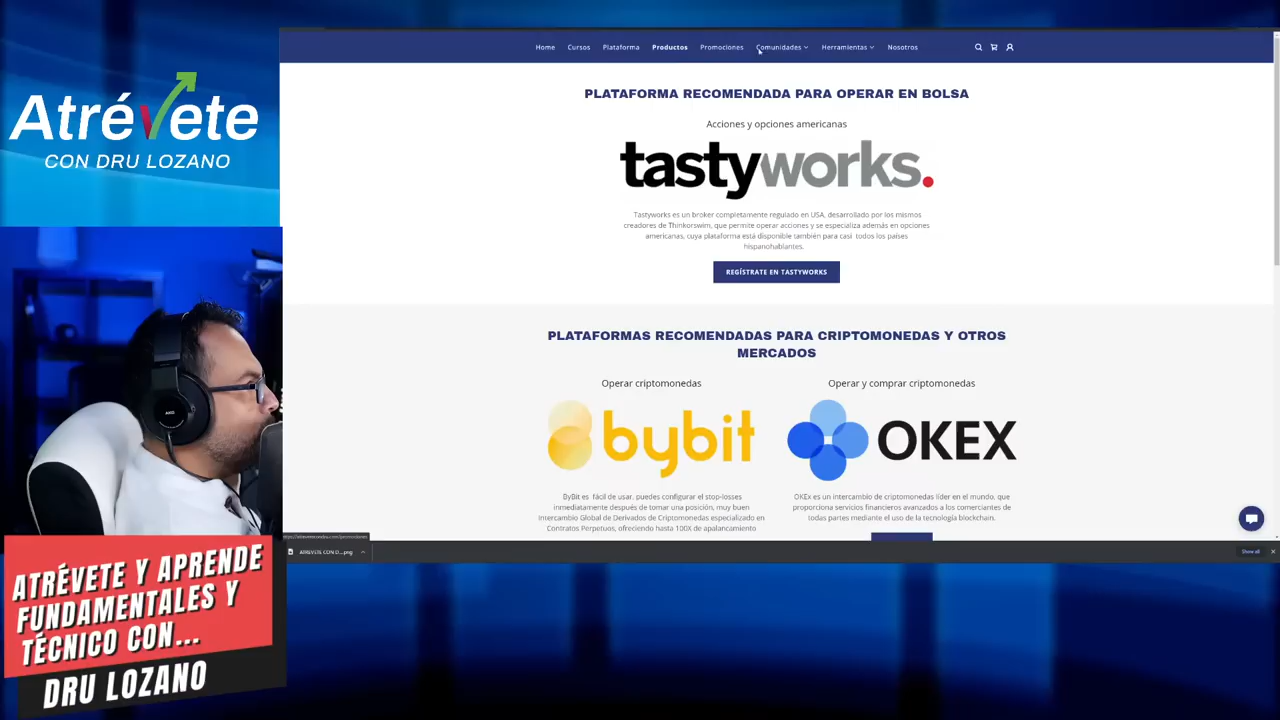 Atrévete
CON DRU LOZANO
Home Cursos Plataforma Productos Promociones Comunidades Herramientas Nosotros
PLATAFORMA RECOMENDADA PARA OPERAR EN BOLSA
Acciones y opciones americanas
tastyworks.
Tastyworks es un broker completamente regulado en USA, desarrollado por los mismos
creadores de Thinkorswim, que permite operar acciones y se especializa además en opciones
americanas, cuya plataforma está disponible también para casi todos los países
hispanohablantes.
REGÍSTRATE EN TASTYWORKS
PLATAFORMAS RECOMENDADAS PARA CRIPTOMONEDAS Y OTROS
MERCADOS
Operar criptomonedas
bybit
ByBit es fácil de usar, puedes configurar el stop-losses
inmediatamente después de tomar una posición, muy buen
Intercambio Global de Derivados de Criptomonedas especializado en
Contratos Perpetuos, ofreciendo hasta 100X de apalancamiento
Operar y comprar criptomonedas
OKEX
OKEx es un intercambio de criptomonedas líder en el mundo, que
proporciona servicios financieros avanzados a los comerciantes de
todas partes mediante el uso de la tecnología blockchain.
ATREVETE CON D....png
Show all
AKG
ATRÉVETE Y APRENDE
FUNDAMENTALES Y
TÉCNICO CON...
DRU LOZANO